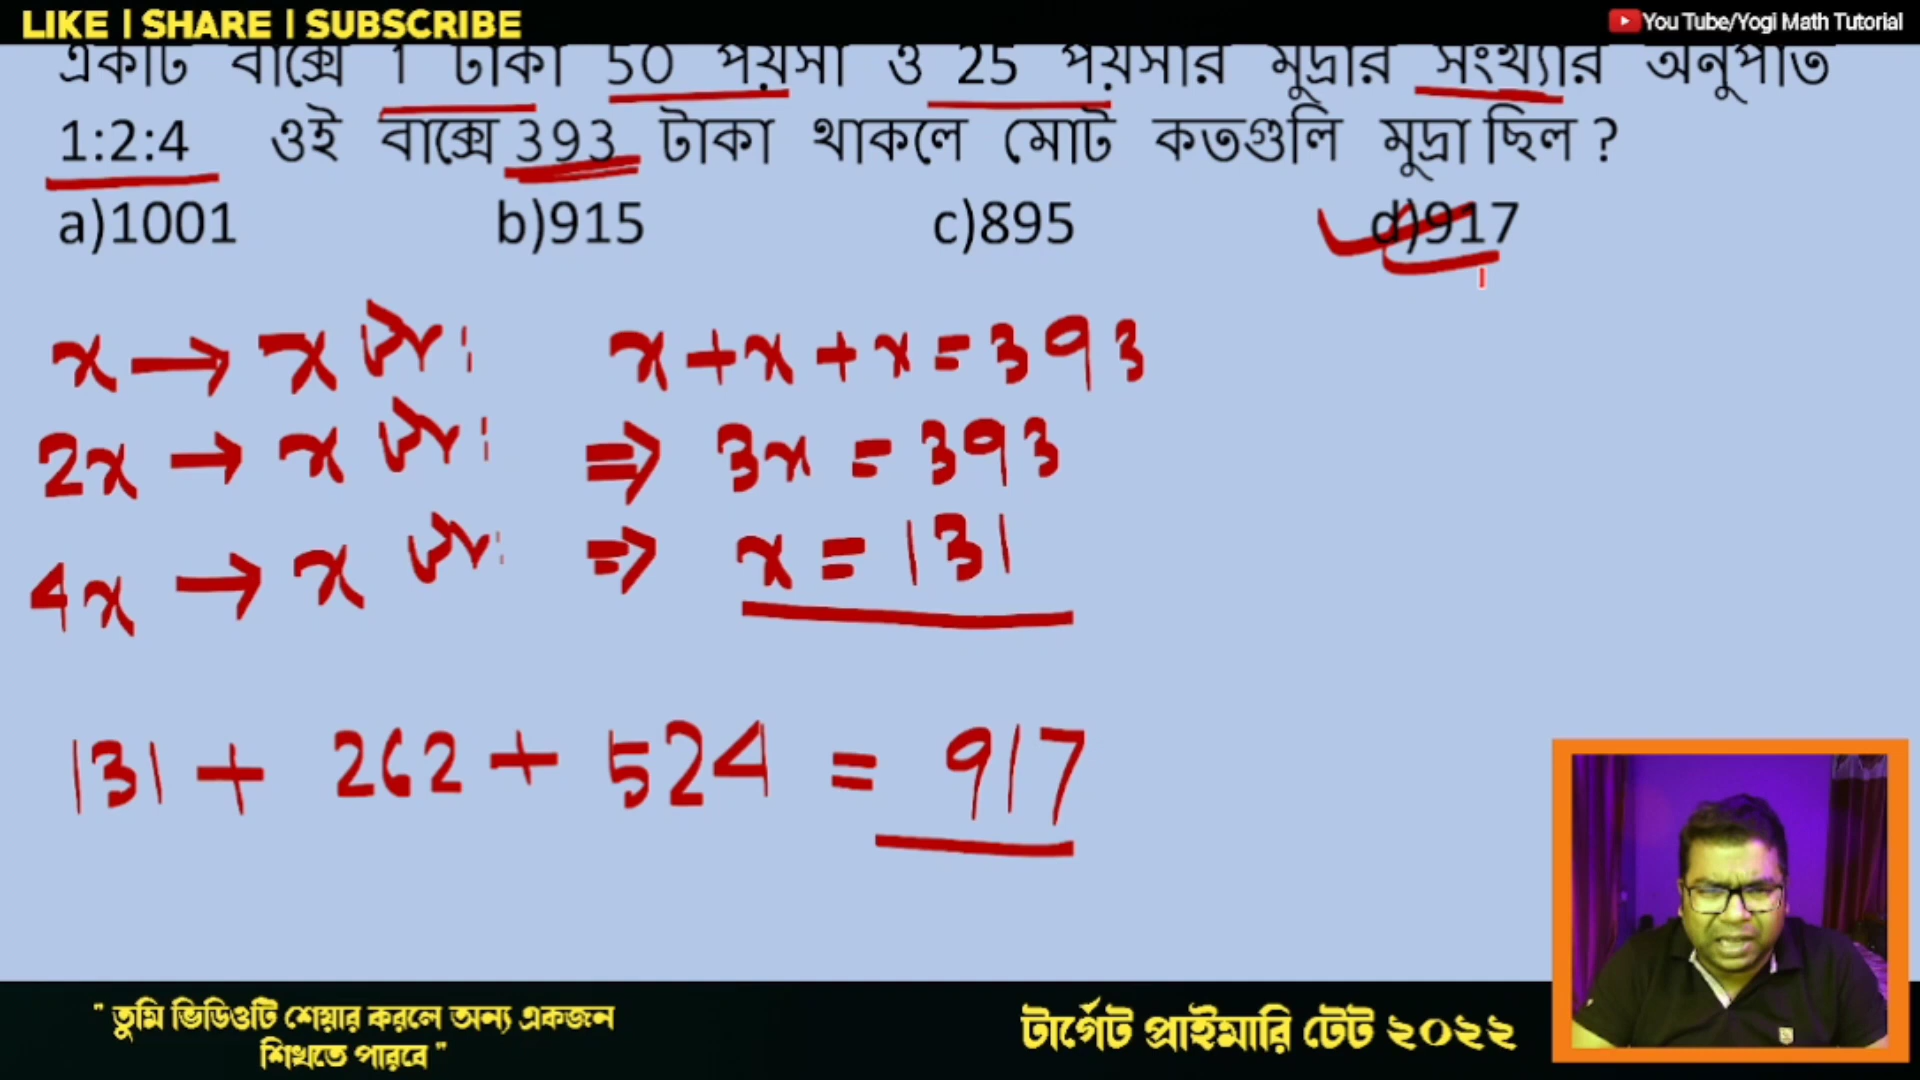 LIKE | SHARE | SUBSCRIBE
You Tube/Yogi Math Tutorial
একটি বাক্সে 1 টাকা 50 পয়সা ও 25 পয়সার মুদ্রার সংখ্যার অনুপাত
1:2:4 ওই বাক্সে 393 টাকা থাকলে মোট কতগুলি মুদ্রা ছিল ?
a)1001 b)915 c)895 d)917
x → x x + x + x = 393
2x → x ⇒ 3x = 393
4x → x ⇒ x = 131
131 + 262 + 524 = 917
" তুমি ভিডিওটি শেয়ার করলে অন্য একজন
শিখতে পারবে "
টার্গেট প্রাইমারি টেট ২০২২